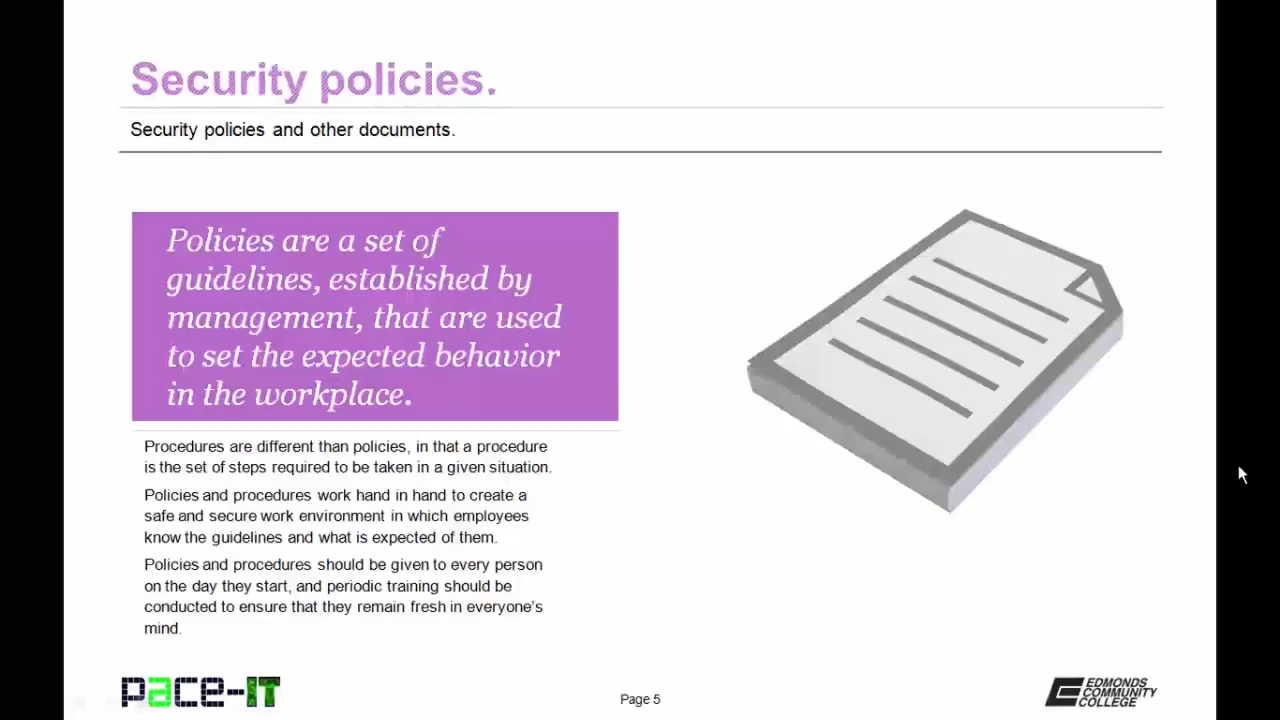 Security policies.
Security policies and other documents.
Policies are a set of
guidelines, established by
management, that are used
to set the expected behavior
in the workplace.
Procedures are different than policies, in that a procedure
is the set of steps required to be taken in a given situation.
Policies and procedures work hand in hand to create a
safe and secure work environment in which employees
know the guidelines and what is expected of them.
Policies and procedures should be given to every person
on the day they start, and periodic training should be
conducted to ensure that they remain fresh in everyone's
mind.
pace-IT
Page 5
EDMONDS
COMMUNITY
COLLEGE